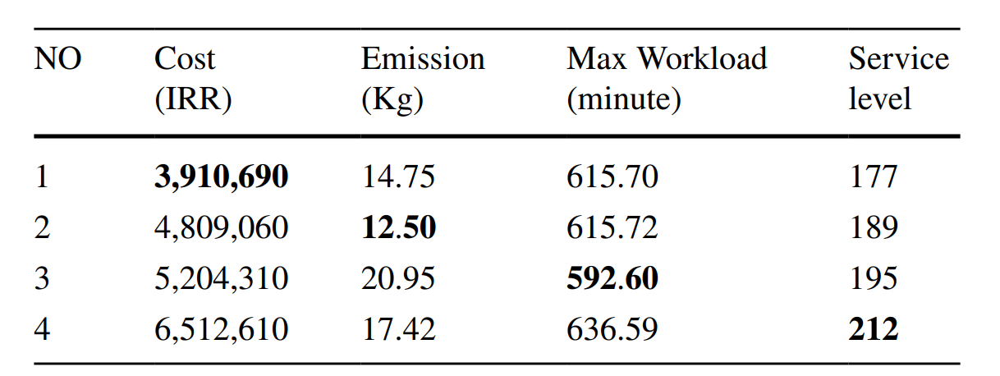 NO Cost Emission Max Workload Service
(IRR) (Kg) (minute) level
1 3,910,690 14.75 615.70 177
2 4,809,060 12.50 615.72 189
3 5,204,310 20.95 592.60 195
4 6,512,610 17.42 636.59 212